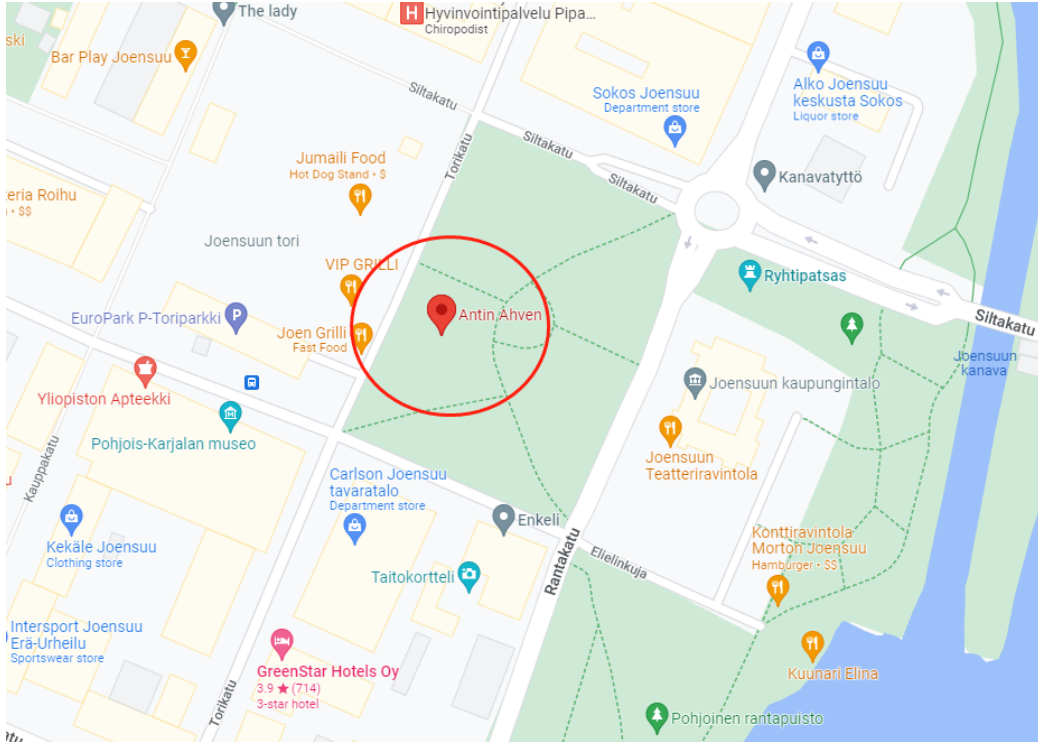 The lady
Hyvinvointipalvelu Pipa...
Chiropodist
H
ski
Bar Play Joensuu
Siltakatu
Sokos Joensuu
Department store
Alko Joensuu
keskusta Sokos
Liquor store
Torikatu
Siltakatu
Jumaili Food
Hot Dog Stand • $
Siltakatu
Kanavatyttö
teria Roihu
• $$
Joensuun tori
VIP GRILLI
Ryhtipatsas
EuroPark P-Toriparkki
P
Antin Ahven
Joen Grilli
Fast Food
Siltakatu
Joensuun
kanava
Yliopiston Apteekki
Joensuun kaupungintalo
Pohjois-Karjalan museo
Joensuun
Teatteriravintola
Kauppakatu
Carlson Joensuu
tavaratalo
Department store
u
Enkeli
Kekäle Joensuu
Clothing store
Rantakatu
Elielinkuja
Konttiravintola
Morton Joensuu
Hamburger • $$
Taitokortteli
Intersport Joensuu
Erä-Urheilu
Sportswear store
GreenStar Hotels Oy
3.9 ★ (714)
3-star hotel
Torikatu
Kuunari Elina
Pohjoinen rantapuisto